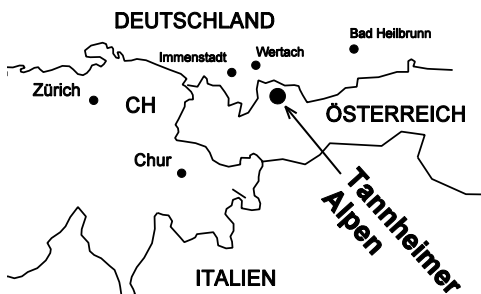 DEUTSCHLAND
Bad Heilbrunn
Immenstadt
Wertach
Zürich
CH
ÖSTERREICH
Chur
Tannheimer
Alpen
ITALIEN